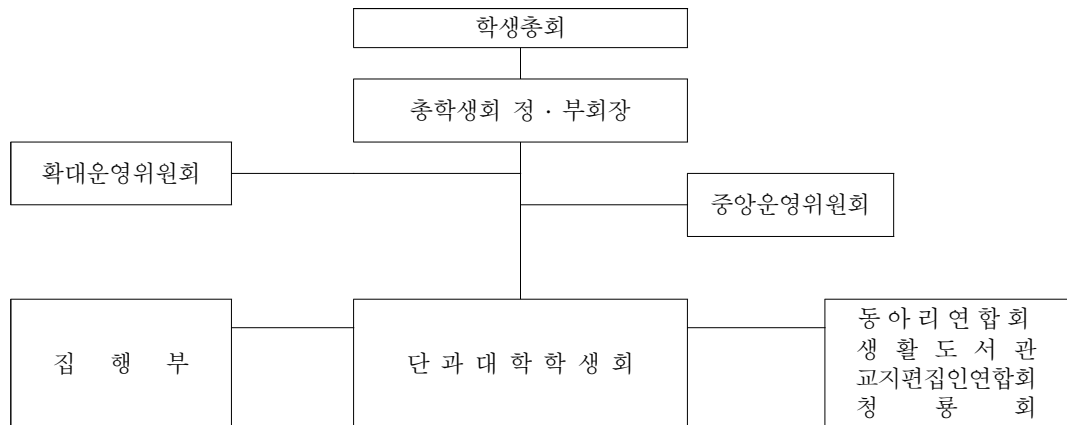 학생총회
총학생회 정 · 부회장
확대운영위원회
중앙운영위원회
집 행 부
단 과 대 학 학 생 회
동 아 리 연 합 회
생 활 도 서 관
교지편집인연합회
청 룡 회